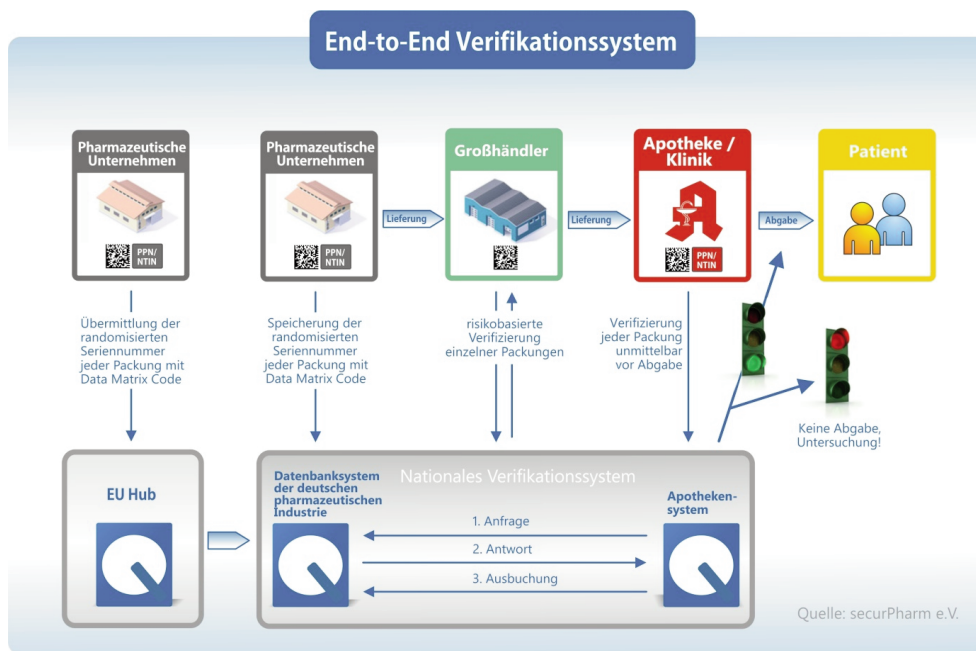 End-to-End Verifikationssystem
Pharmazeutische
Unternehmen
PPN/
NTIN
Pharmazeutische
Unternehmen
PPN/
NTIN
Lieferung
Großhändler
Lieferung
Apotheke /
Klinik
PPN/
NTIN
Abgabe
Patient
Übermittlung der
randomisierten
Seriennummer
jeder Packung mit
Data Matrix Code
Speicherung der
randomisierten
Seriennummer
jeder Packung mit
Data Matrix Code
risikobasierte
Verifizierung
einzelner Packungen
Verifizierung
jeder Packung
unmittelbar
vor Abgabe
Keine Abgabe,
Untersuchung!
EU Hub
Nationales Verifikationssystem
Datenbanksystem
der deutschen
pharmazeutischen
Industrie
Apotheken-
system
1. Anfrage
2. Antwort
3. Ausbuchung
Quelle: securPharm e.V.